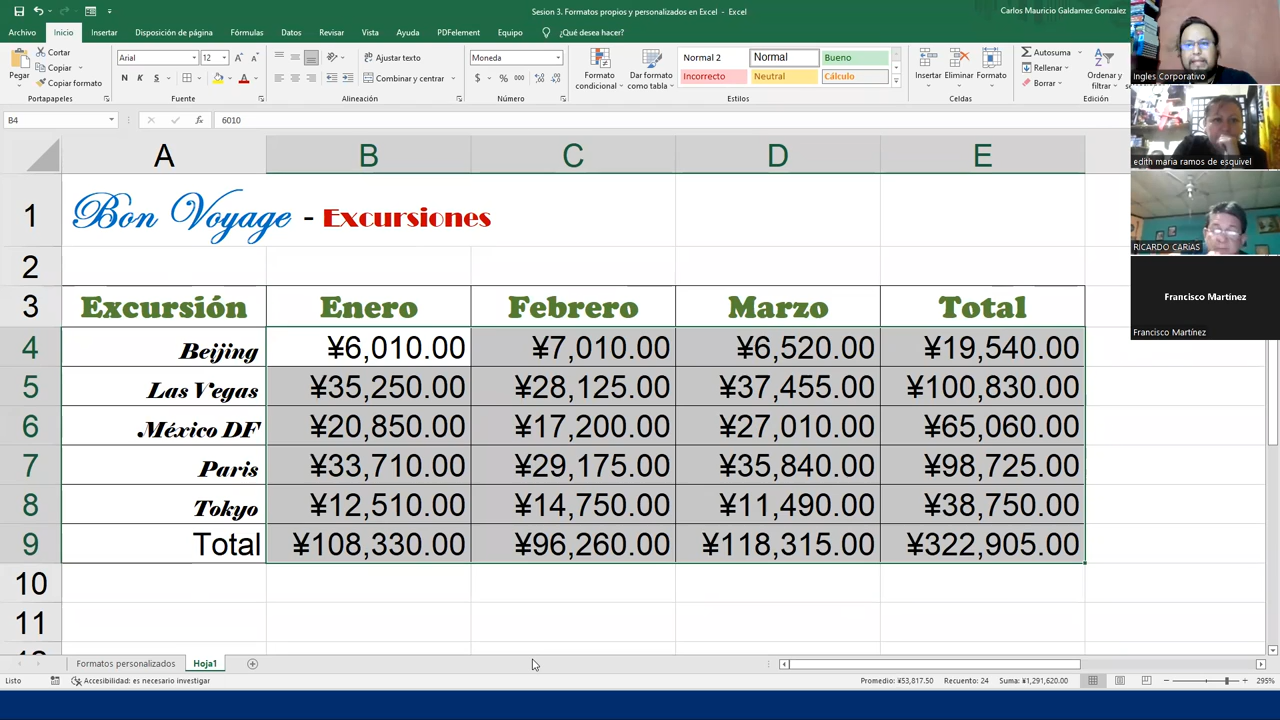 Sesion 3. Formatos propios y personalizados en Excel - Excel
Carlos Mauricio Galdamez Gonzalez
Archivo Inicio Insertar Disposición de página Fórmulas Datos Revisar Vista Ayuda PDFelement Equipo ¿Qué desea hacer?
Pegar
Cortar
Copiar
Copiar formato
Portapapeles
Arial 12
N K S
Fuente
Ajustar texto
Combinar y centrar
Alineación
Moneda
$ % 000
Número
Formato condicional
Dar formato como tabla
Normal 2 Normal Bueno
Incorrecto Neutral Cálculo
Estilos
Insertar Eliminar Formato
Celdas
Autosuma
Rellenar
Borrar
Ordenar y filtrar
Edición
B4 fx 6010
A B C D E
1 Bon Voyage - Excursiones
2
3 Excursión Enero Febrero Marzo Total
4 Beijing ¥6,010.00 ¥7,010.00 ¥6,520.00 ¥19,540.00
5 Las Vegas ¥35,250.00 ¥28,125.00 ¥37,455.00 ¥100,830.00
6 México DF ¥20,850.00 ¥17,200.00 ¥27,010.00 ¥65,060.00
7 Paris ¥33,710.00 ¥29,175.00 ¥35,840.00 ¥98,725.00
8 Tokyo ¥12,510.00 ¥14,750.00 ¥11,490.00 ¥38,750.00
9 Total ¥108,330.00 ¥96,260.00 ¥118,315.00 ¥322,905.00
10
11
Formatos personalizados Hoja1
Listo Accesibilidad: es necesario investigar Promedio: ¥53,817.50 Recuento: 24 Suma: ¥1,291,620.00 295%
Ingles Corporativo
edith maria ramos de esquivel
RICARDO CARíAS
Francisco Martínez
Francisco Martínez